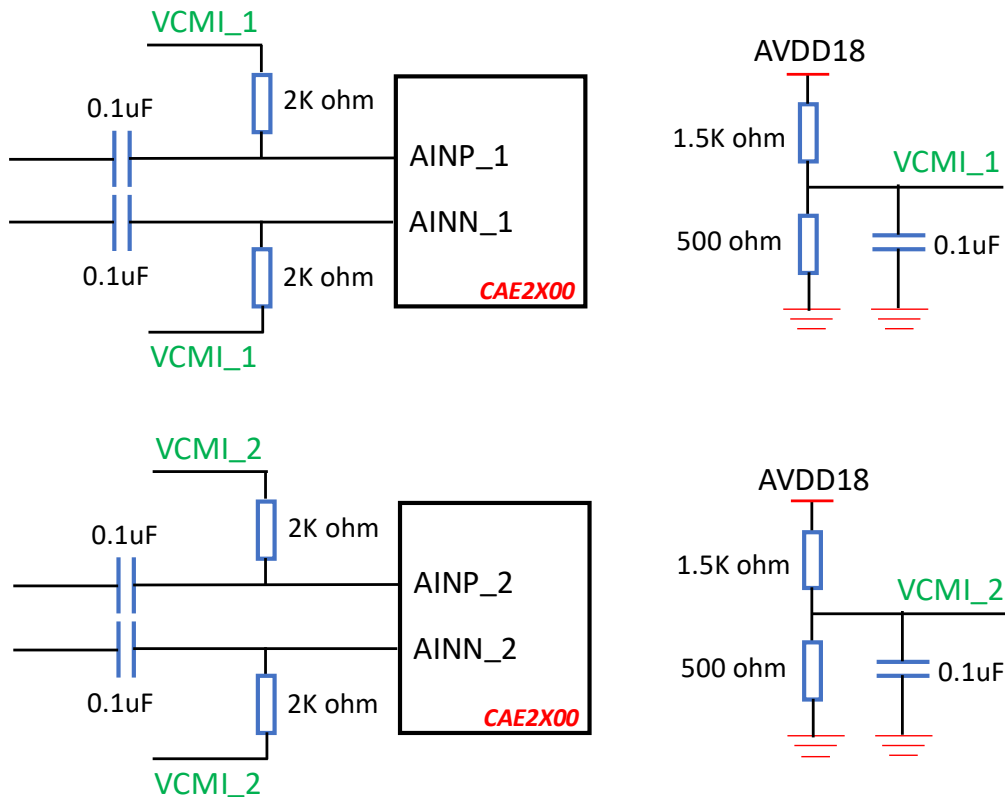 VCMI_1
0.1uF
2K ohm
AINP_1
AINN_1
0.1uF
2K ohm
CAE2X00
VCMI_1
AVDD18
1.5K ohm
VCMI_1
500 ohm
0.1uF
VCMI_2
0.1uF
2K ohm
AINP_2
AINN_2
0.1uF
2K ohm
CAE2X00
VCMI_2
AVDD18
1.5K ohm
VCMI_2
500 ohm
0.1uF